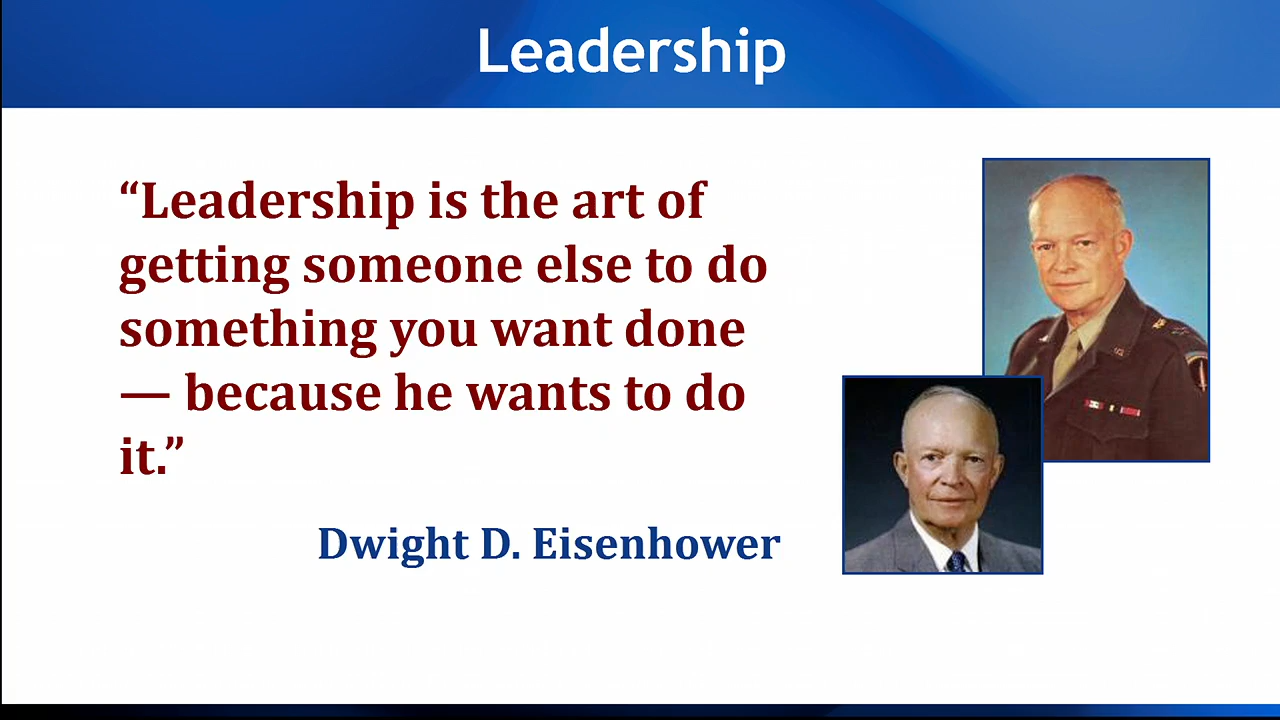 Leadership
“Leadership is the art of
getting someone else to do
something you want done
— because he wants to do
it.”
Dwight D. Eisenhower